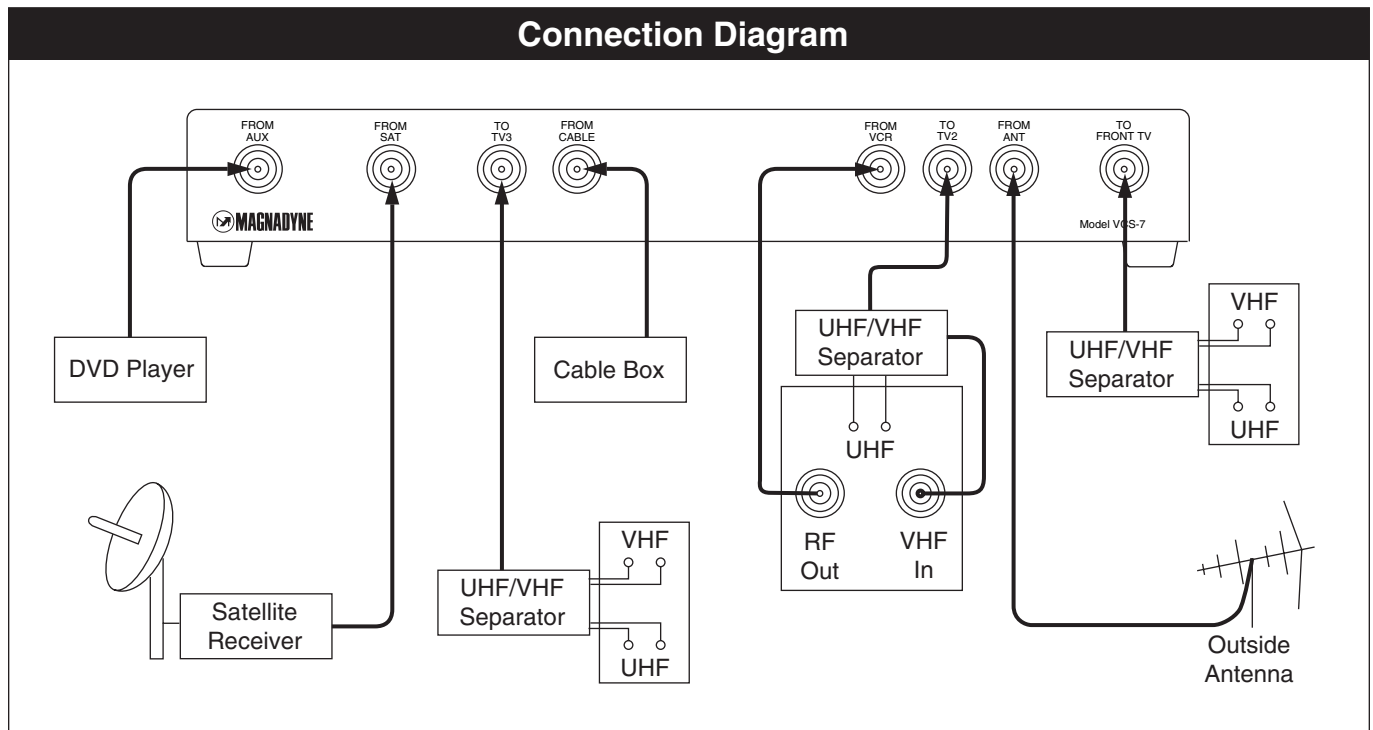 Connection Diagram
FROM
AUX
FROM
SAT
TO
TV3
FROM
CABLE
FROM
VCR
TO
TV2
FROM
ANT
TO
FRONT TV
MAGNADYNE
Model VCS-7
DVD Player
Cable Box
UHF/VHF
Separator
UHF
RF
Out
VHF
In
UHF/VHF
Separator
VHF
UHF
Satellite
Receiver
UHF/VHF
Separator
VHF
UHF
Outside
Antenna